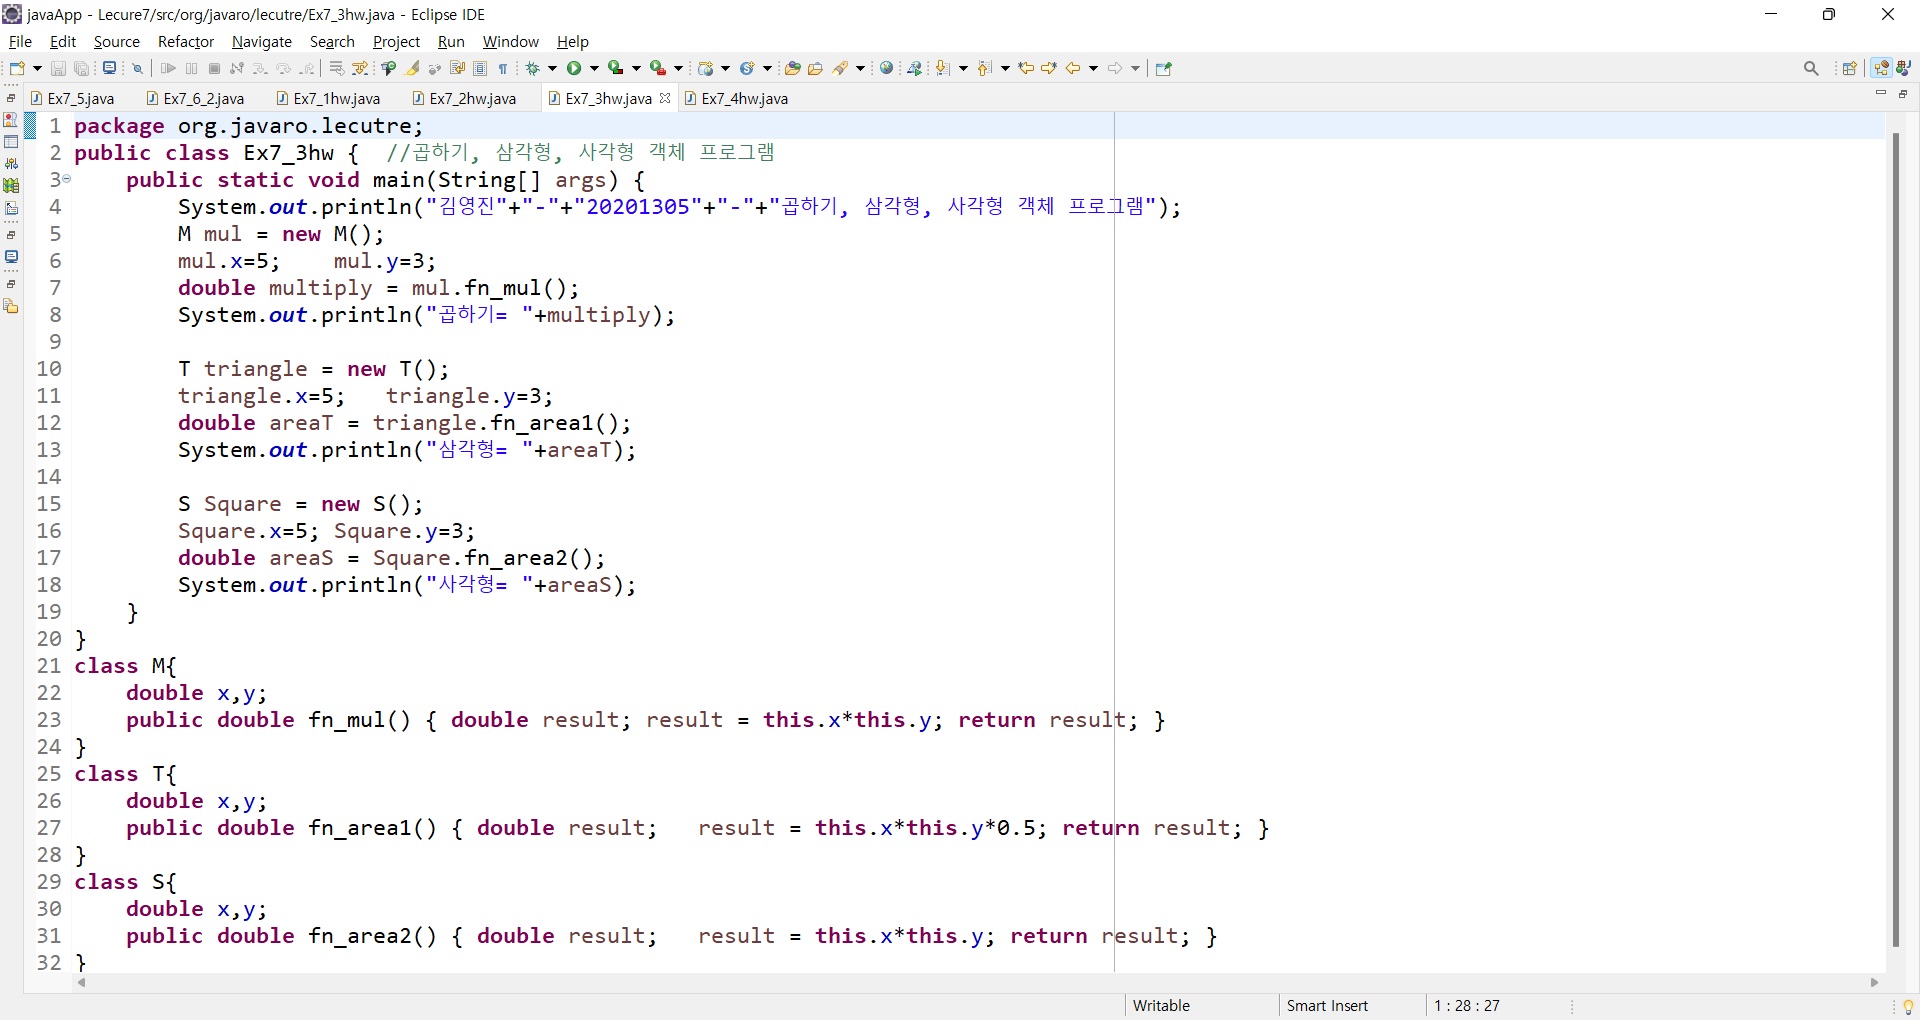 javaApp - Lecure7/src/org/javaro/lecutre/Ex7_3hw.java - Eclipse IDE
File Edit Source Refactor Navigate Search Project Run Window Help
Ex7_5.java Ex7_6_2.java Ex7_1hw.java Ex7_2hw.java Ex7_3hw.java Ex7_4hw.java
1 package org.javaro.lecutre;
2 public class Ex7_3hw { //곱하기, 삼각형, 사각형 객체 프로그램
3 public static void main(String[] args) {
4 System.out.println("김영진"+"-"+"20201305"+"-"+"곱하기, 삼각형, 사각형 객체 프로그램");
5 M mul = new M();
6 mul.x=5; mul.y=3;
7 double multiply = mul.fn_mul();
8 System.out.println("곱하기= "+multiply);
9
10 T triangle = new T();
11 triangle.x=5; triangle.y=3;
12 double areaT = triangle.fn_area1();
13 System.out.println("삼각형= "+areaT);
14
15 S Square = new S();
16 Square.x=5; Square.y=3;
17 double areaS = Square.fn_area2();
18 System.out.println("사각형= "+areaS);
19 }
20 }
21 class M{
22 double x,y;
23 public double fn_mul() { double result; result = this.x*this.y; return result; }
24 }
25 class T{
26 double x,y;
27 public double fn_area1() { double result; result = this.x*this.y*0.5; return result; }
28 }
29 class S{
30 double x,y;
31 public double fn_area2() { double result; result = this.x*this.y; return result; }
32 }
Writable Smart Insert 1 : 28 : 27